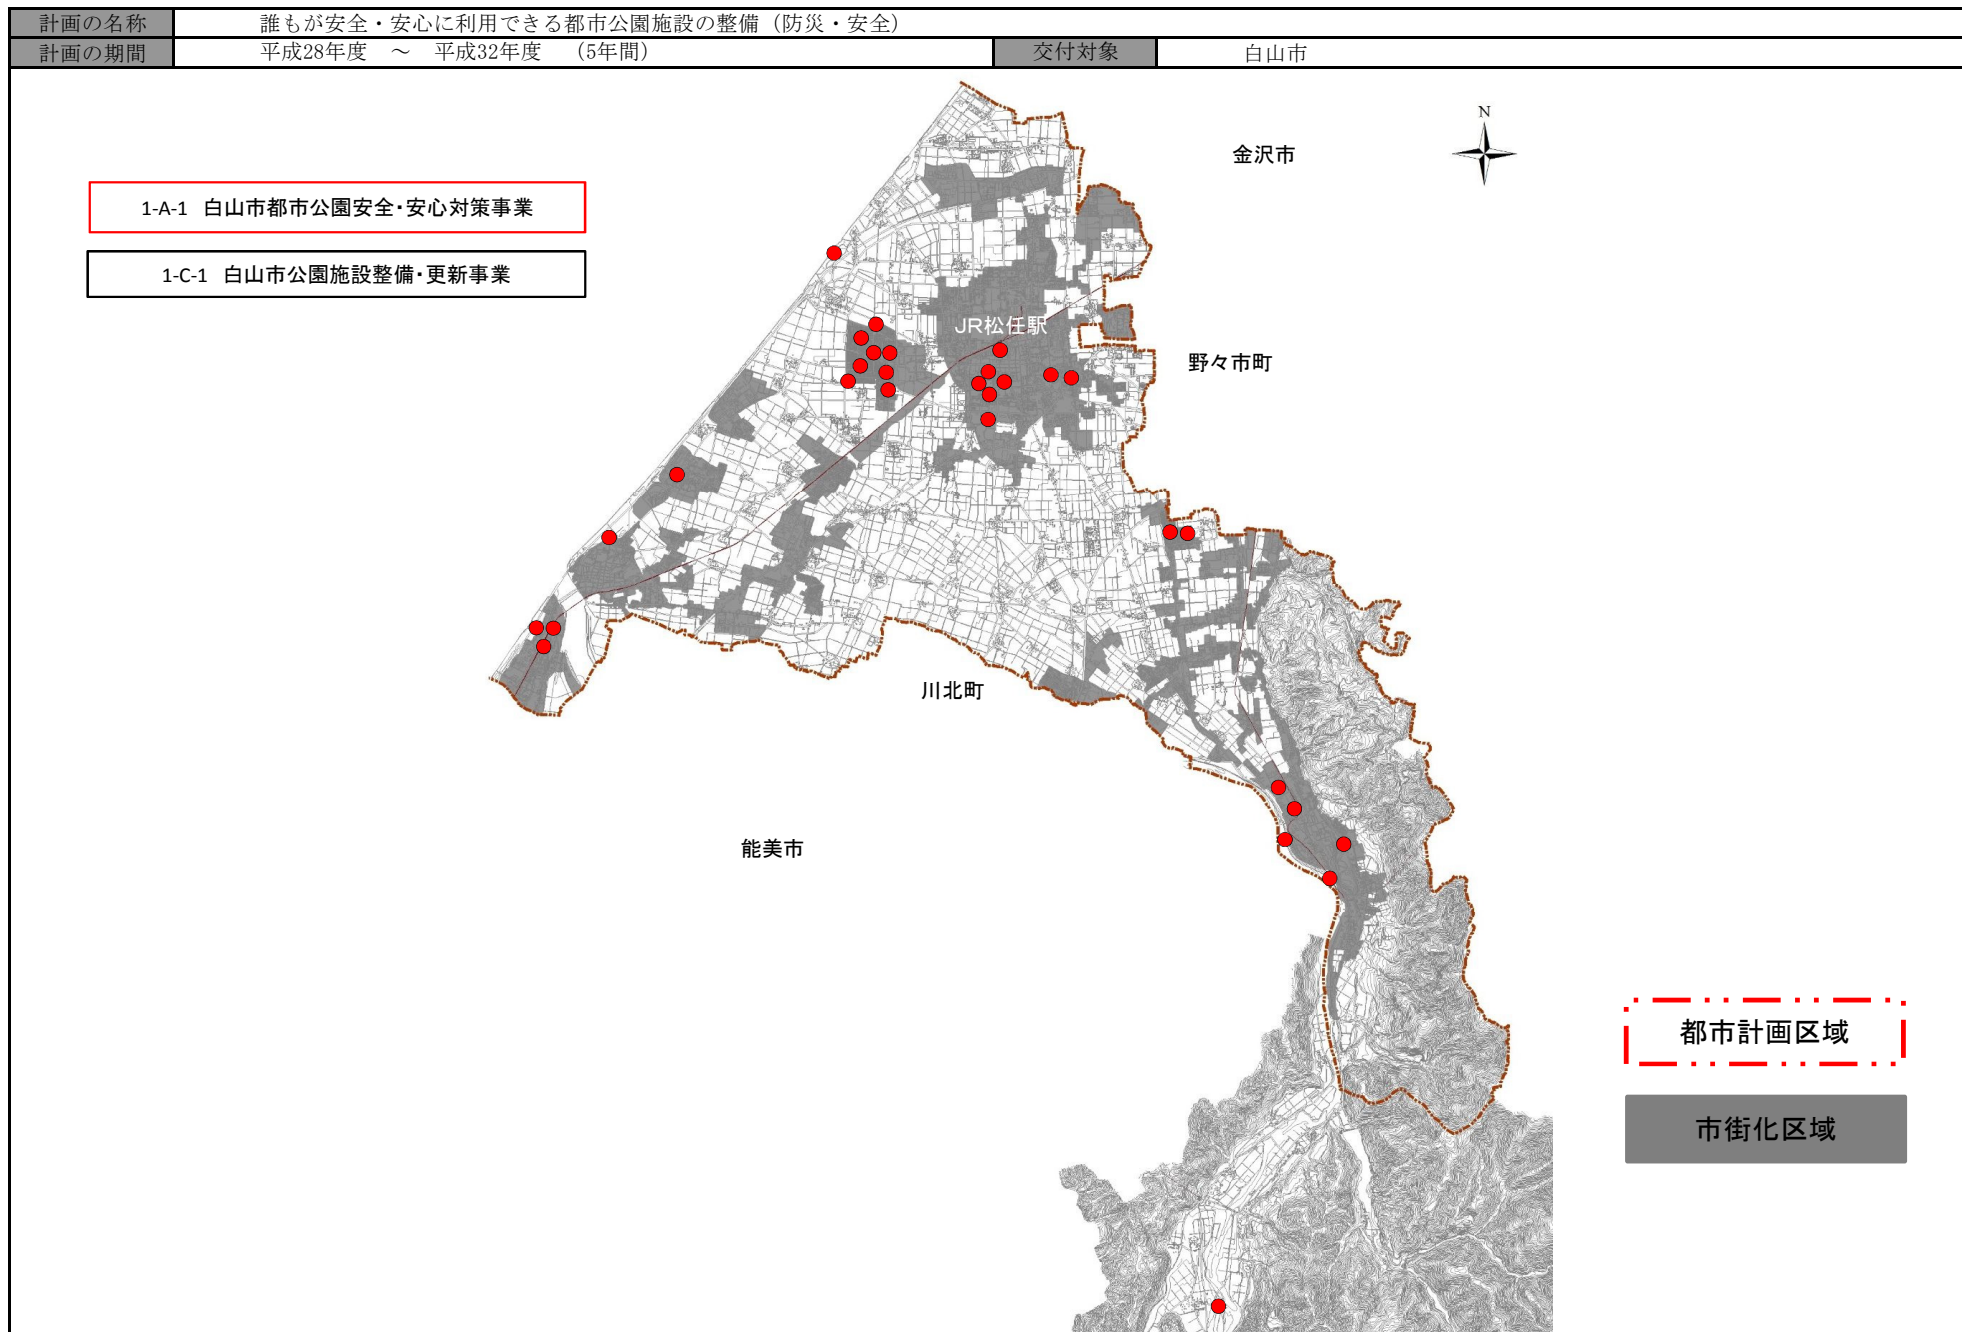 計画の名称 誰もが安全・安心に利用できる都市公園施設の整備（防災・安全）
計画の期間 平成28年度　～　平成32年度　（5年間） 交付対象 白山市
N
金沢市
1-A-1 白山市都市公園安全・安心対策事業
1-C-1 白山市公園施設整備・更新事業
JR松任駅
野々市町
川北町
能美市
都市計画区域
市街化区域